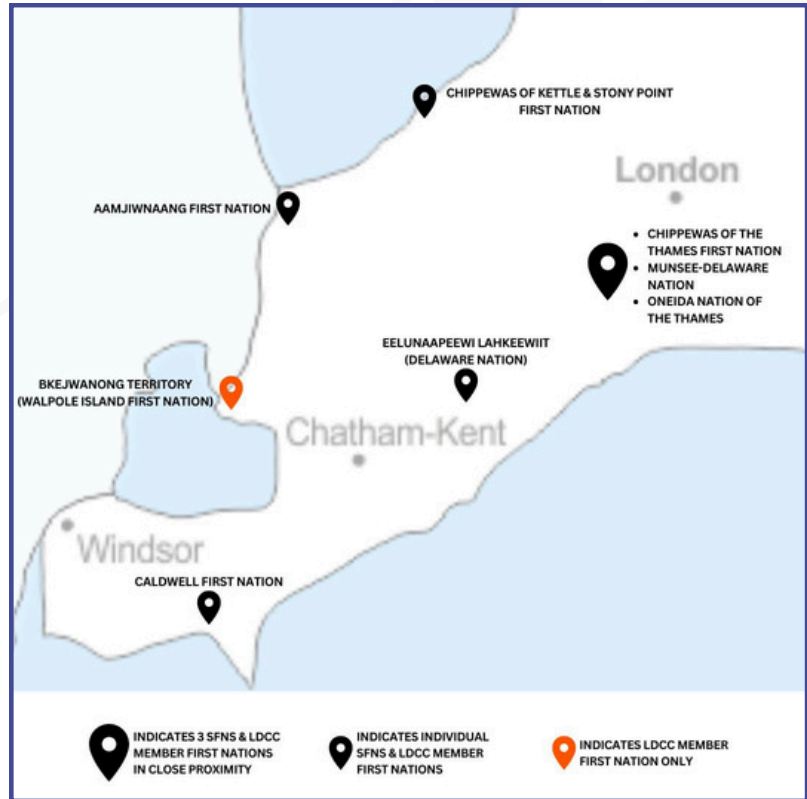 CHIPPEWAS OF KETTLE & STONY POINT
FIRST NATION
London
AAMJIWNAANG FIRST NATION
• CHIPPEWAS OF THE
THAMES FIRST NATION
• MUNSEE-DELAWARE
NATION
• ONEIDA NATION OF
THE THAMES
EELUNAAPEEWI LAHKEEWIIT
(DELAWARE NATION)
BKEJWANONG TERRITORY
(WALPOLE ISLAND FIRST NATION)
Chatham-Kent
Windsor
CALDWELL FIRST NATION
INDICATES 3 SFNS & LDCC
MEMBER FIRST NATIONS
IN CLOSE PROXIMITY
INDICATES INDIVIDUAL
SFNS & LDCC MEMBER
FIRST NATIONS
INDICATES LDCC MEMBER
FIRST NATION ONLY